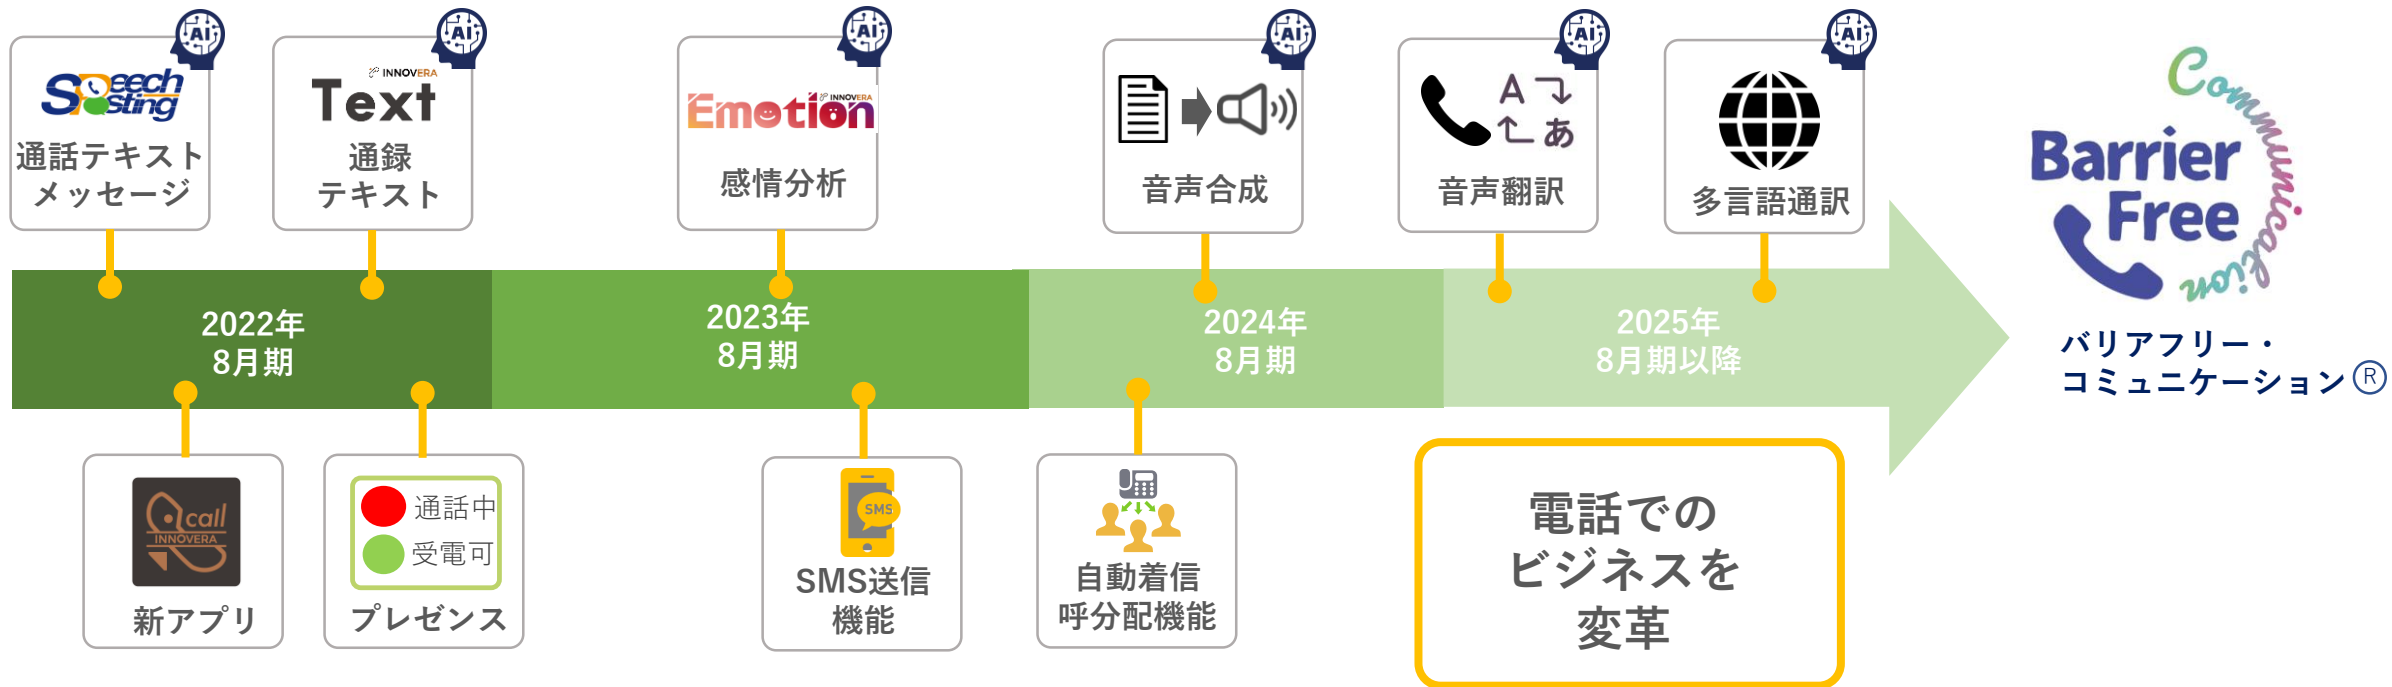 AI
Speech
Posting
通話テキスト
メッセージ
AI
INNOVERA
Text
通録
テキスト
AI
INNOVERA
Emotion
感情分析
AI
音声合成
AI
A
あ
音声翻訳
AI
多言語通訳
2022年
8月期
2023年
8月期
2024年
8月期
2025年
8月期以降
call
INNOVERA
新アプリ
通話中
受電可
プレゼンス
SMS
SMS送信
機能
自動着信
呼分配機能
電話での
ビジネスを
変革
Barrier
Free
Communication
バリアフリー・
コミュニケーション®